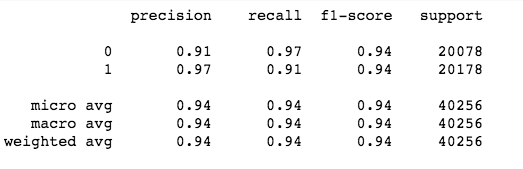 precision recall f1-score support
0 0.91 0.97 0.94 20078
1 0.97 0.91 0.94 20178
micro avg 0.94 0.94 0.94 40256
macro avg 0.94 0.94 0.94 40256
weighted avg 0.94 0.94 0.94 40256